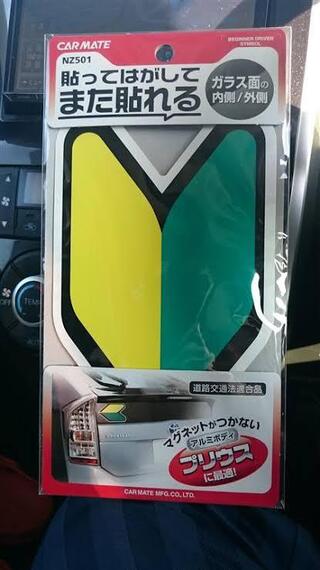 CARMATE
BEGINNER DRIVER
SYMBOL
NZ501
貼ってはがして
また貼れる
ガラス面の
内側/外側
道路交通法適合品
マグネットがつかない
アルミボディ
プリウス
に最適!
CAR MATE MFG.CO.,LTD.
TEMP